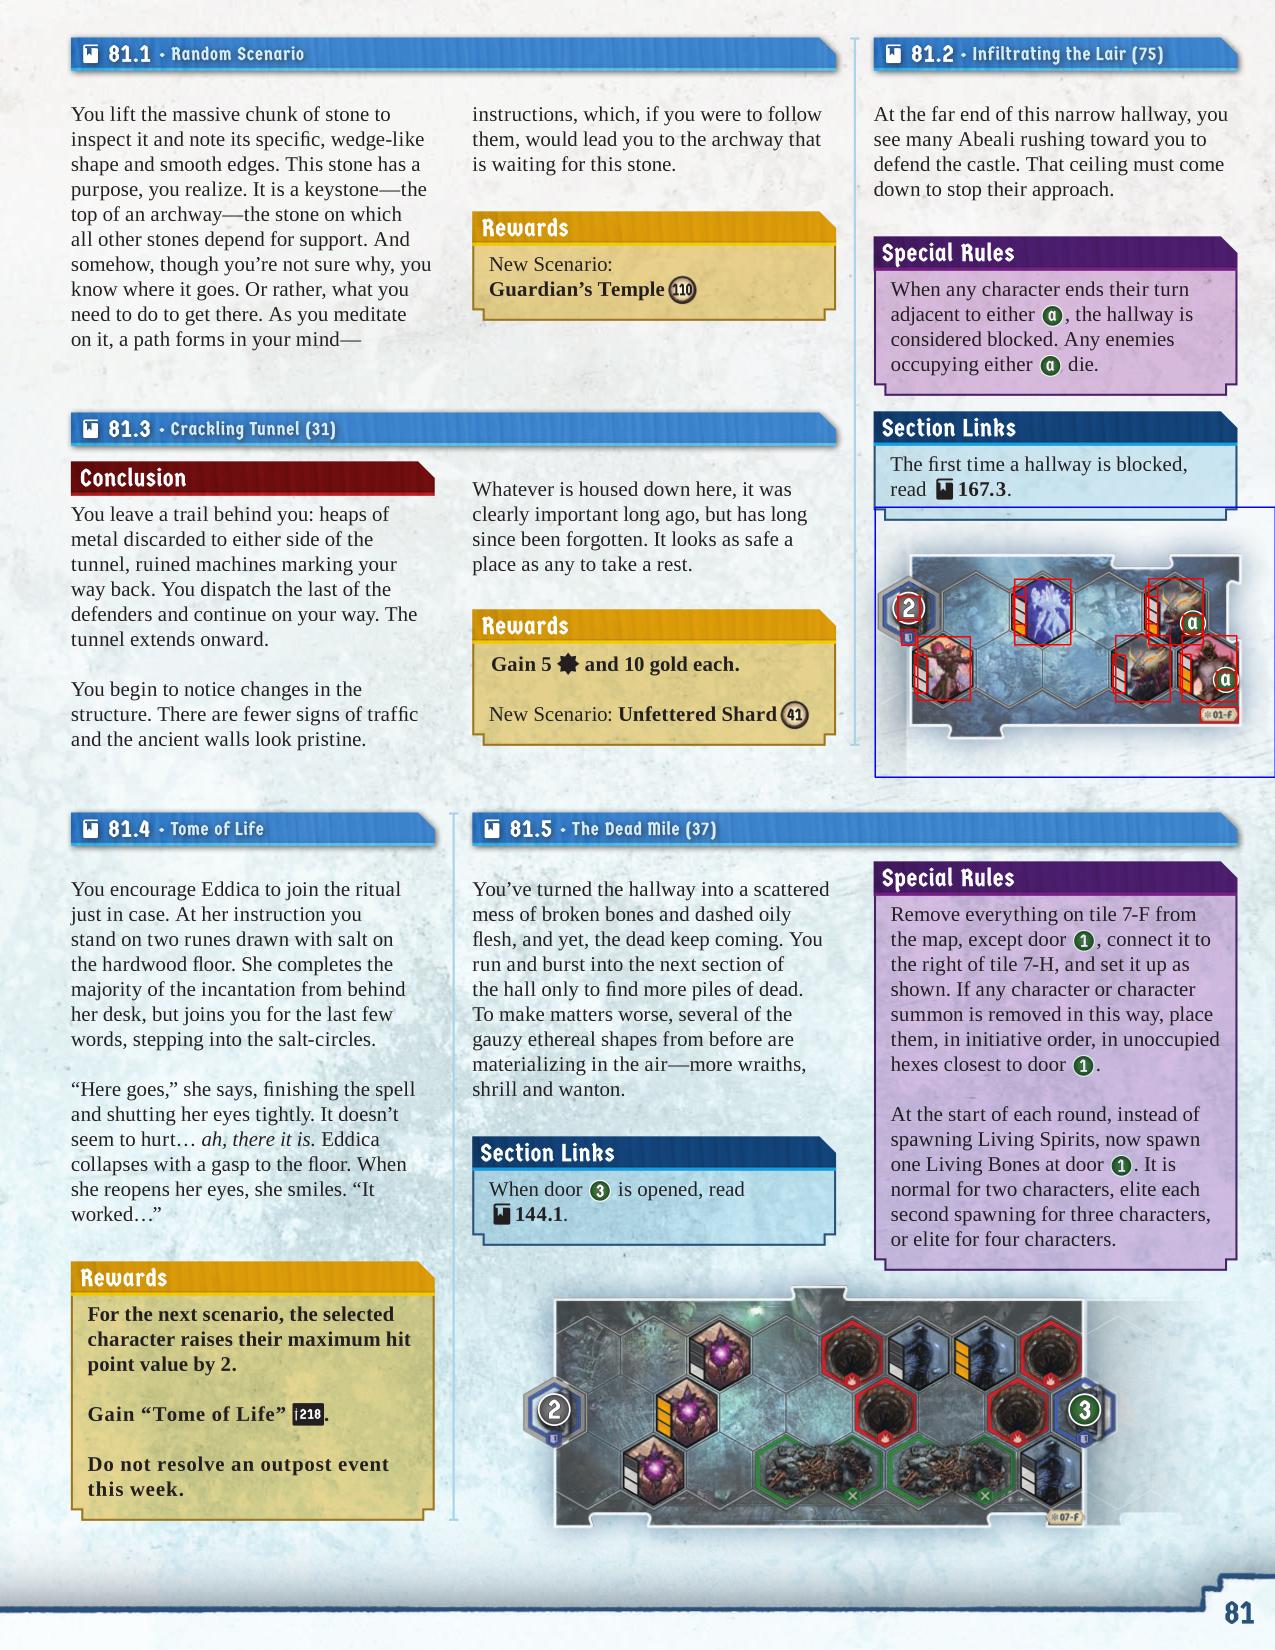 81.1 • Random Scenario
You lift the massive chunk of stone to
inspect it and note its specific, wedge-like
shape and smooth edges. This stone has a
purpose, you realize. It is a keystone—the
top of an archway—the stone on which
all other stones depend for support. And
somehow, though you’re not sure why, you
know where it goes. Or rather, what you
need to do to get there. As you meditate
on it, a path forms in your mind—
instructions, which, if you were to follow
them, would lead you to the archway that
is waiting for this stone.
Rewards
New Scenario:
Guardian’s Temple 110
81.2 • Infiltrating the Lair (75)
At the far end of this narrow hallway, you
see many Abeali rushing toward you to
defend the castle. That ceiling must come
down to stop their approach.
Special Rules
When any character ends their turn
adjacent to either a, the hallway is
considered blocked. Any enemies
occupying either a die.
Section Links
The first time a hallway is blocked,
read 167.3.
2
a
a
01-F
81.3 • Crackling Tunnel (31)
Conclusion
You leave a trail behind you: heaps of
metal discarded to either side of the
tunnel, ruined machines marking your
way back. You dispatch the last of the
defenders and continue on your way. The
tunnel extends onward.
You begin to notice changes in the
structure. There are fewer signs of traffic
and the ancient walls look pristine.
Whatever is housed down here, it was
clearly important long ago, but has long
since been forgotten. It looks as safe a
place as any to take a rest.
Rewards
Gain 5 and 10 gold each.
New Scenario: Unfettered Shard 41
81.4 • Tome of Life
You encourage Eddica to join the ritual
just in case. At her instruction you
stand on two runes drawn with salt on
the hardwood floor. She completes the
majority of the incantation from behind
her desk, but joins you for the last few
words, stepping into the salt-circles.
“Here goes,” she says, finishing the spell
and shutting her eyes tightly. It doesn’t
seem to hurt… ah, there it is. Eddica
collapses with a gasp to the floor. When
she reopens her eyes, she smiles. “It
worked…”
Rewards
For the next scenario, the selected
character raises their maximum hit
point value by 2.
Gain “Tome of Life” 218.
Do not resolve an outpost event
this week.
81.5 • The Dead Mile (37)
You’ve turned the hallway into a scattered
mess of broken bones and dashed oily
flesh, and yet, the dead keep coming. You
run and burst into the next section of
the hall only to find more piles of dead.
To make matters worse, several of the
gauzy ethereal shapes from before are
materializing in the air—more wraiths,
shrill and wanton.
Section Links
When door 3 is opened, read
144.1.
Special Rules
Remove everything on tile 7-F from
the map, except door 1, connect it to
the right of tile 7-H, and set it up as
shown. If any character or character
summon is removed in this way, place
them, in initiative order, in unoccupied
hexes closest to door 1.
At the start of each round, instead of
spawning Living Spirits, now spawn
one Living Bones at door 1. It is
normal for two characters, elite each
second spawning for three characters,
or elite for four characters.
2
3
07-F
81